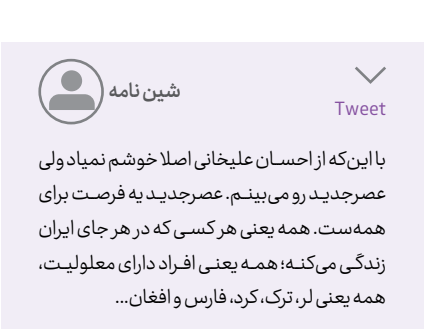 شین نامه
Tweet
با این‌که از احسان علیخانی اصلا خوشم نمیاد ولی
عصرجدید رو می‌بینم. عصرجدید یه فرصت برای
همه‌ست. همه یعنی هر کسی که در هر جای ایران
زندگی می‌کنه؛ همه یعنی افراد دارای معلولیت،
همه یعنی لر، ترک، کرد، فارس و افغان...